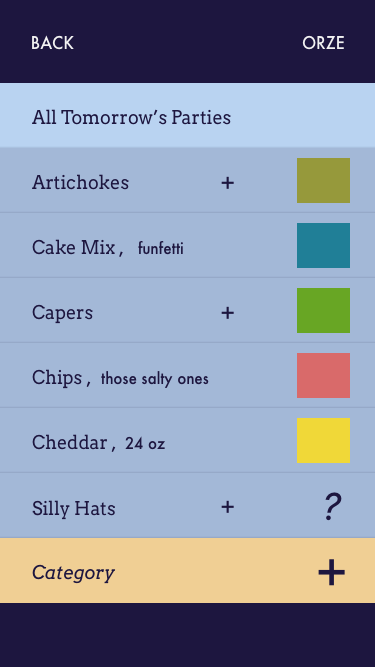 BACK ORZE
All Tomorrow’s Parties
Artichokes +
Cake Mix , funfetti
Capers +
Chips , those salty ones
Cheddar , 24 oz
Silly Hats + ?
Category +